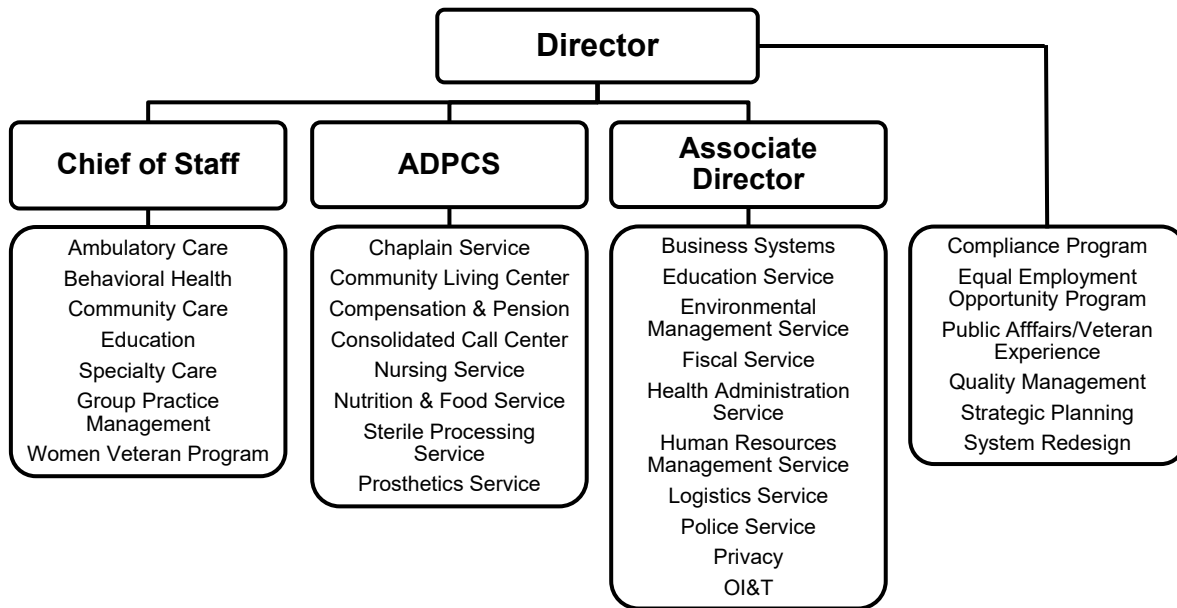 Director
Chief of Staff
ADPCS
Associate
Director
Ambulatory Care
Behavioral Health
Community Care
Education
Specialty Care
Group Practice
Management
Women Veteran Program
Chaplain Service
Community Living Center
Compensation & Pension
Consolidated Call Center
Nursing Service
Nutrition & Food Service
Sterile Processing
Service
Prosthetics Service
Business Systems
Education Service
Environmental
Management Service
Fiscal Service
Health Administration
Service
Human Resources
Management Service
Logistics Service
Police Service
Privacy
OI&T
Compliance Program
Equal Employment
Opportunity Program
Public Afffairs/Veteran
Experience
Quality Management
Strategic Planning
System Redesign